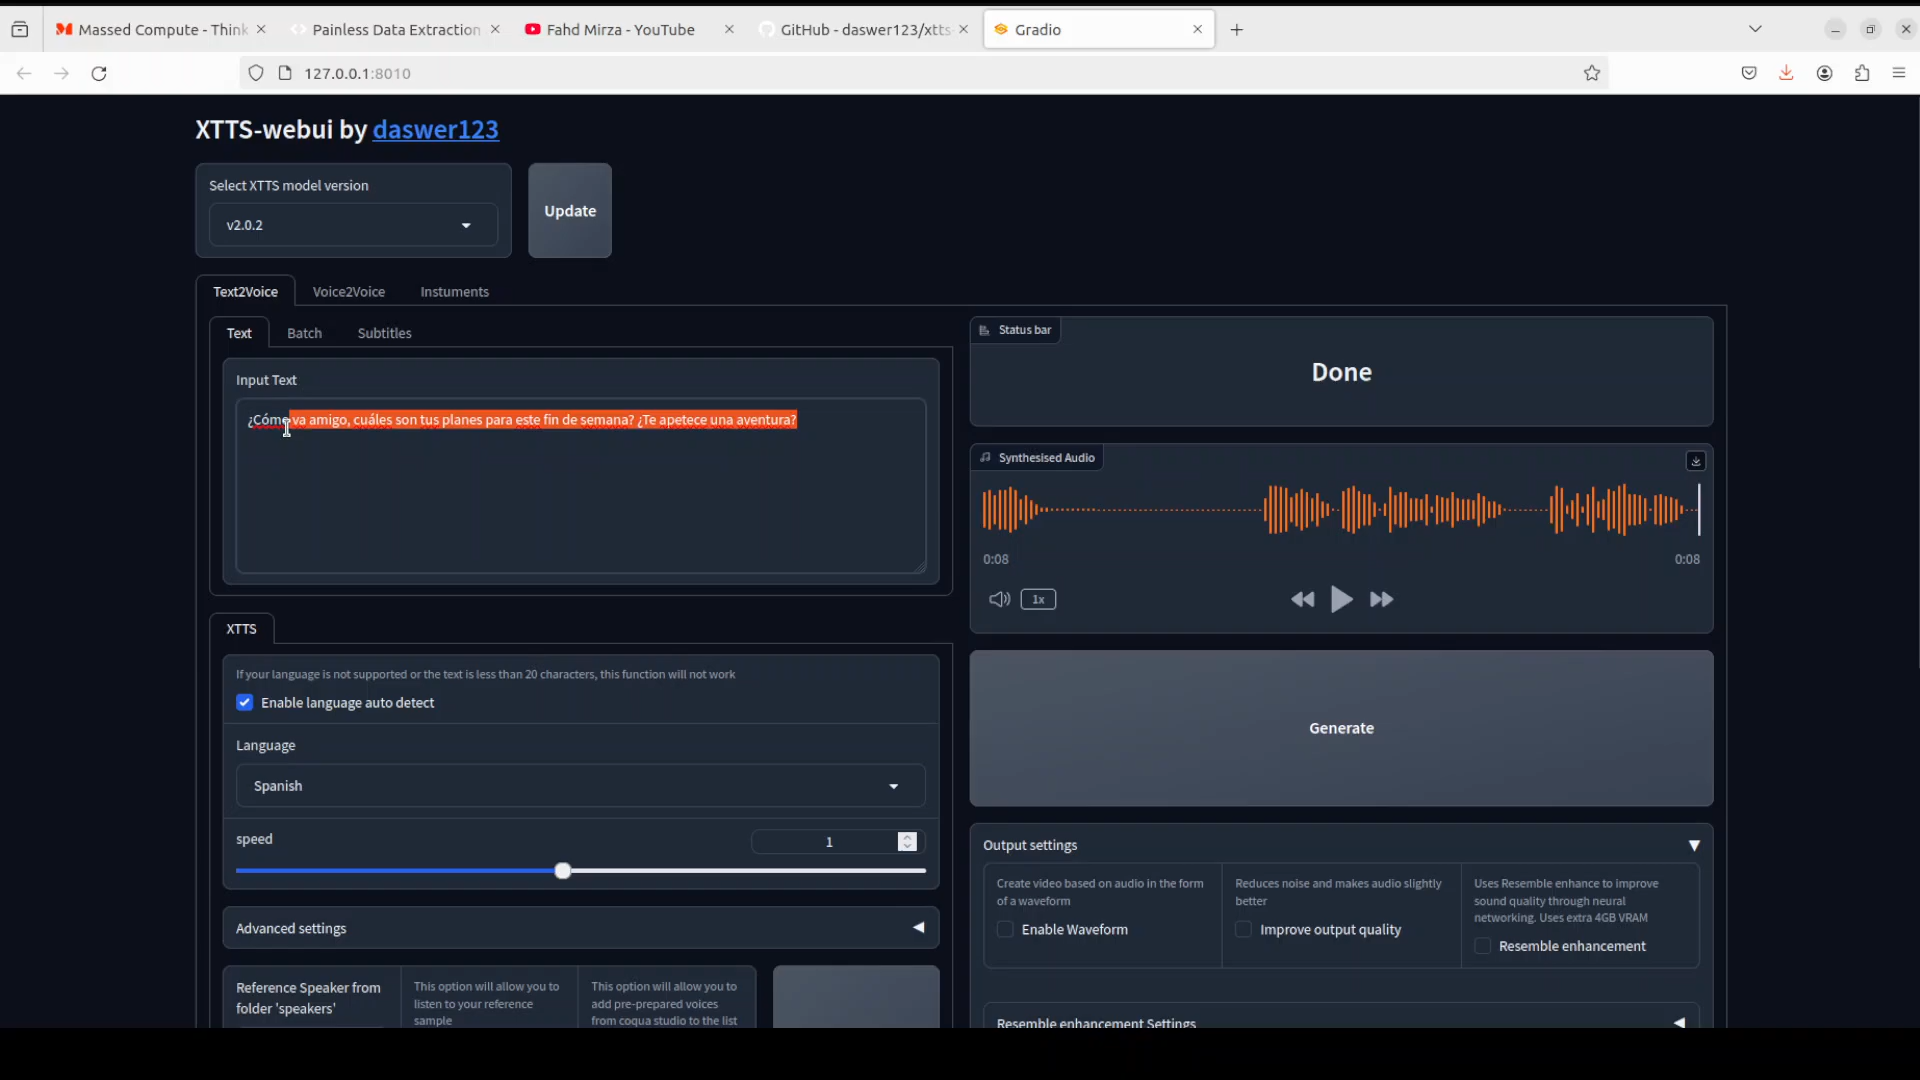 Massed Compute - Think
Painless Data Extraction
Fahd Mirza - YouTube
GitHub - daswer123/xtts
Gradio
127.0.0.1:8010
XTTS-webui by daswer123
Select XTTS model version
v2.0.2
Update
Text2Voice
Voice2Voice
Instuments
Text
Batch
Subtitles
Input Text
¿Cómo va amigo, cuáles son tus planes para este fin de semana? ¿Te apetece una aventura?
Status bar
Done
Synthesised Audio
0:08
0:08
1x
Generate
XTTS
If your language is not supported or the text is less than 20 characters, this function will not work
Enable language auto detect
Language
Spanish
speed
1
Advanced settings
Reference Speaker from
folder 'speakers'
This option will allow you to
listen to your reference
sample
This option will allow you to
add pre-prepared voices
from coqua studio to the list
Output settings
Create video based on audio in the form
of a waveform
Enable Waveform
Reduces noise and makes audio slightly
better
Improve output quality
Uses Resemble enhance to improve
sound quality through neural
networking. Uses extra 4GB VRAM
Resemble enhancement
Resemble enhancement Settings